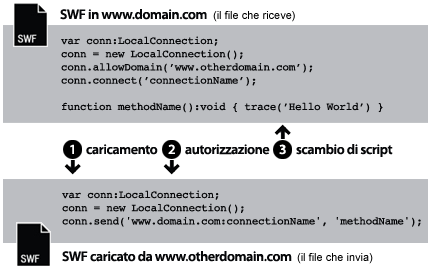 SWF in www.domain.com (il file che riceve)
SWF
var conn:LocalConnection;
conn = new LocalConnection();
conn.allowDomain(‘www.otherdomain.com’);
conn.connect(‘connectionName’);
function methodName():void { trace(‘Hello World’) }
1 caricamento 2 autorizzazione 3 scambio di script
var conn:LocalConnection;
conn = new LocalConnection();
conn.send('www.domain.com:connectionName', 'methodName');
SWF
SWF caricato da www.otherdomain.com (il file che invia)